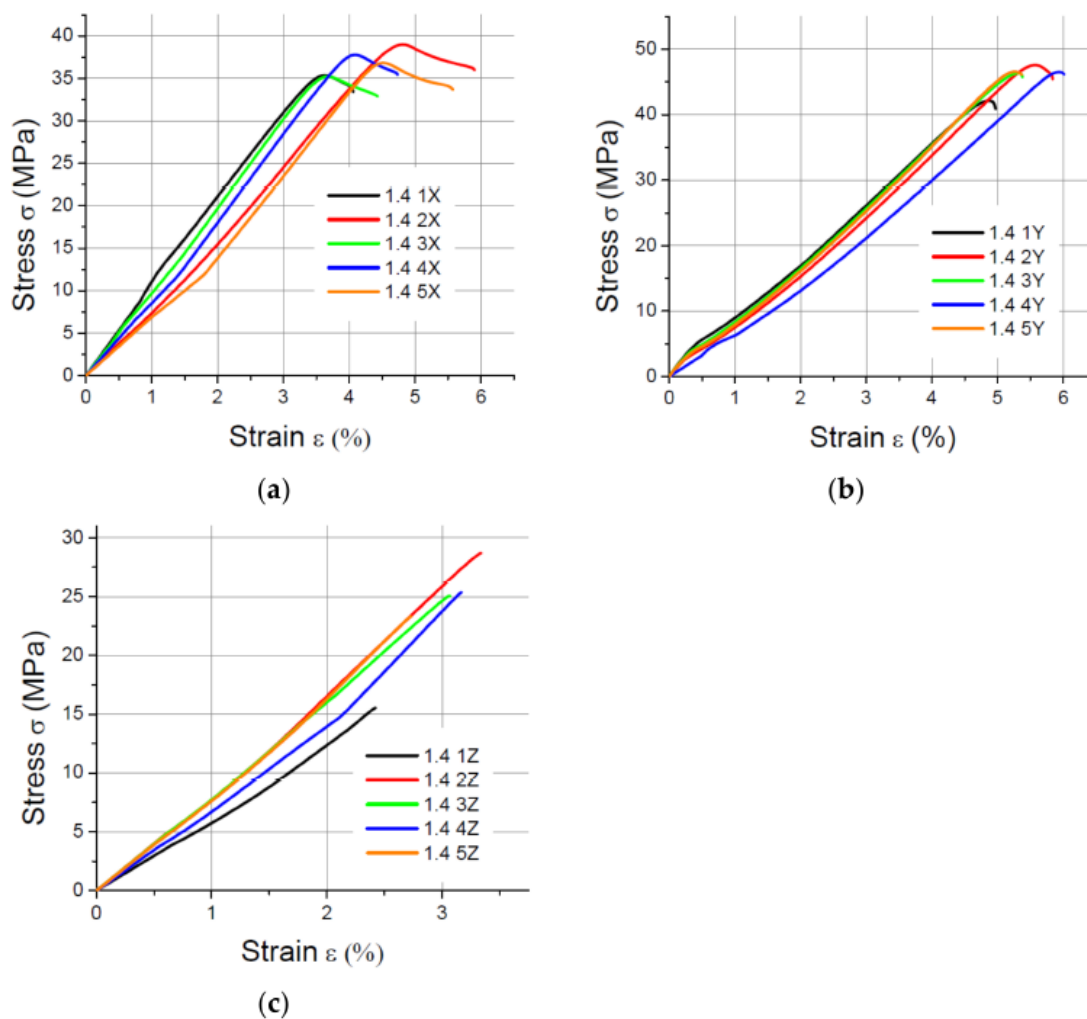 40
35
30
25
20
15
10
5
0
Stress σ (MPa)
1.4 1X
1.4 2X
1.4 3X
1.4 4X
1.4 5X
0 1 2 3 4 5 6
Strain ε (%)
(a)
50
40
30
20
10
0
Stress σ (MPa)
1.4 1Y
1.4 2Y
1.4 3Y
1.4 4Y
1.4 5Y
0 1 2 3 4 5 6
Strain ε (%)
(b)
30
25
20
15
10
5
0
Stress σ (MPa)
1.4 1Z
1.4 2Z
1.4 3Z
1.4 4Z
1.4 5Z
0 1 2 3
Strain ε (%)
(c)